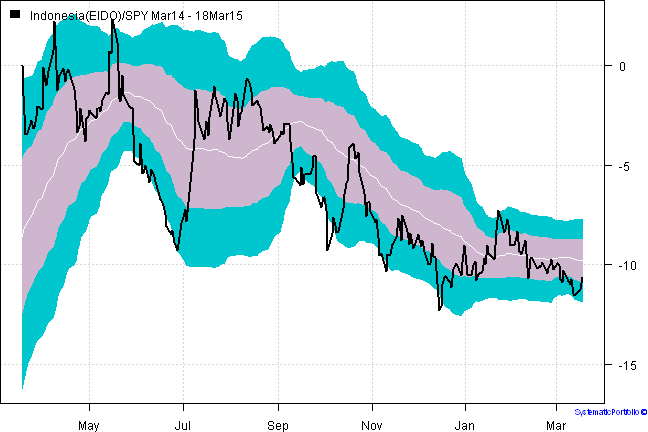 Indonesia(EIDO)/SPY Mar14 - 18Mar15
0
-5
-10
-15
May Jul Sep Nov Jan Mar
SystematicPortfolio ©